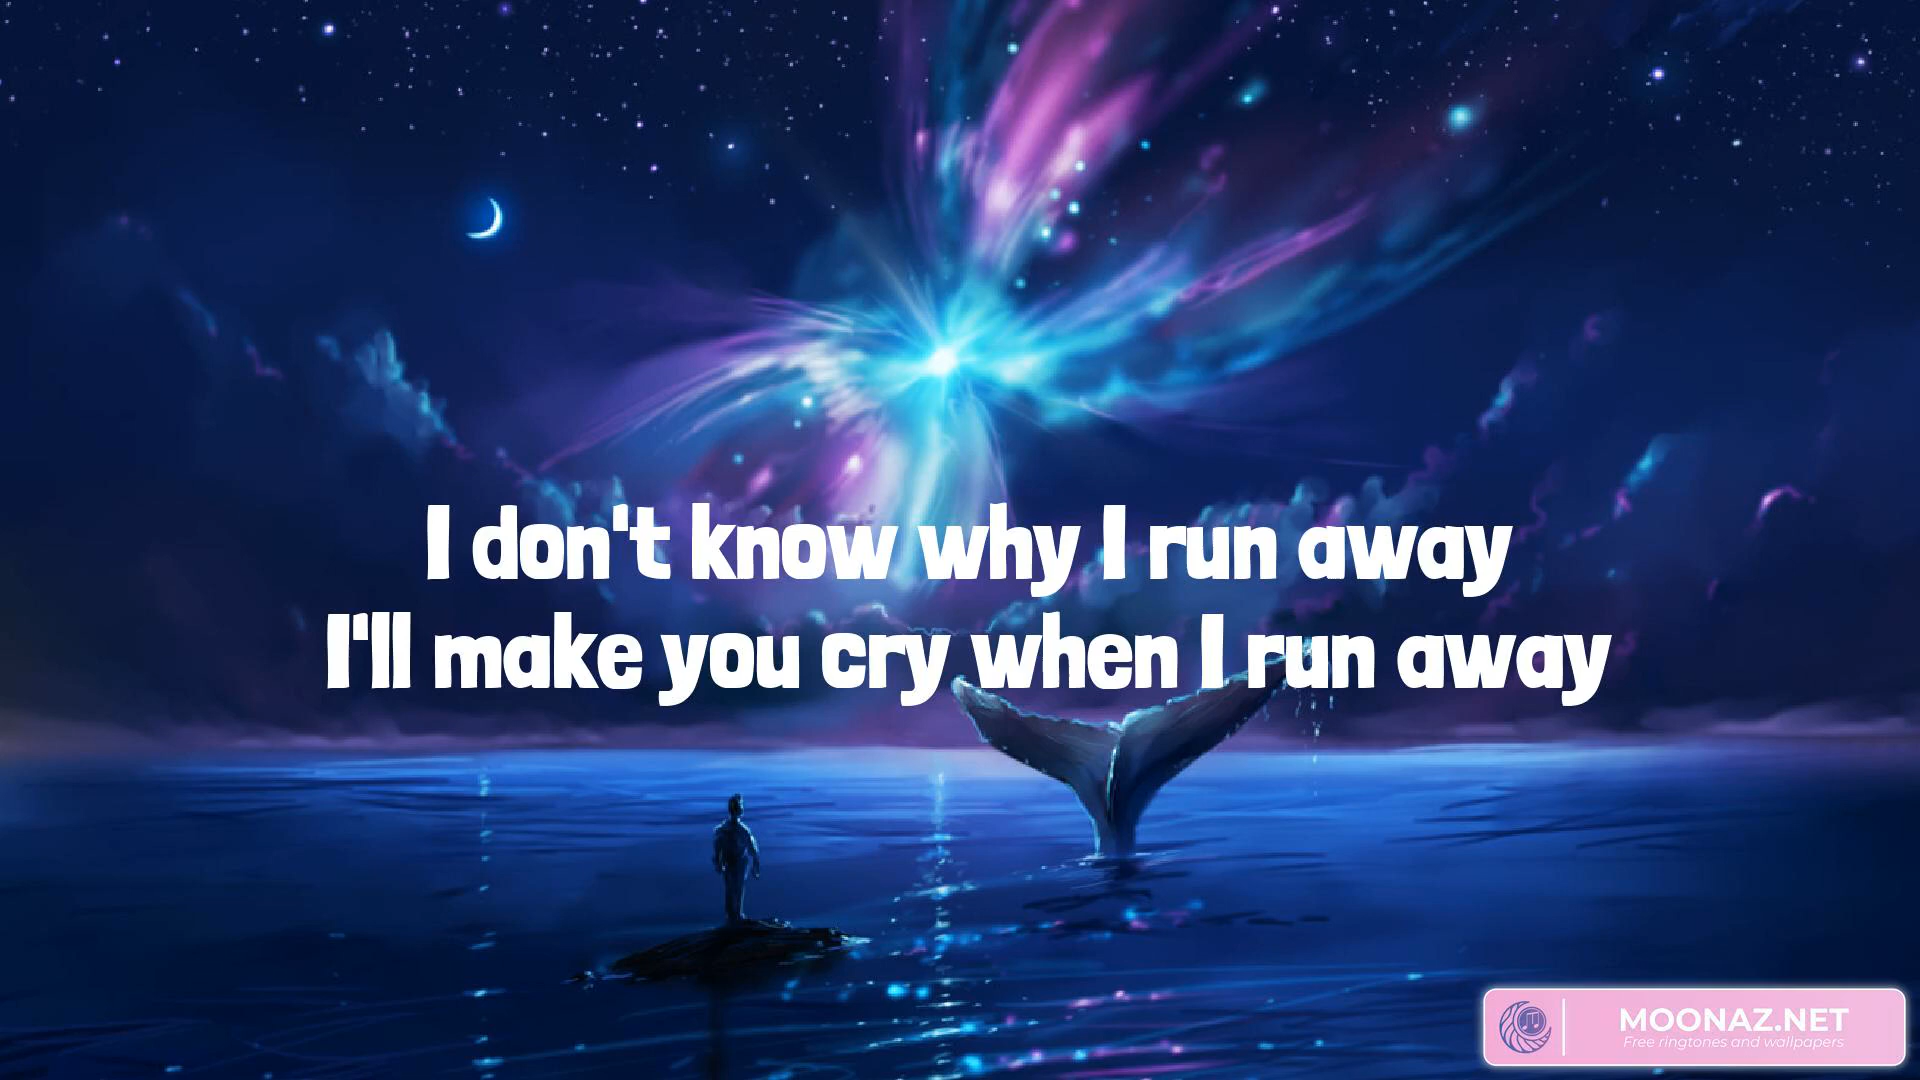 I don't know why I run away
I'll make you cry when I run away
MOONAZ.NET
Free ringtones and wallpapers